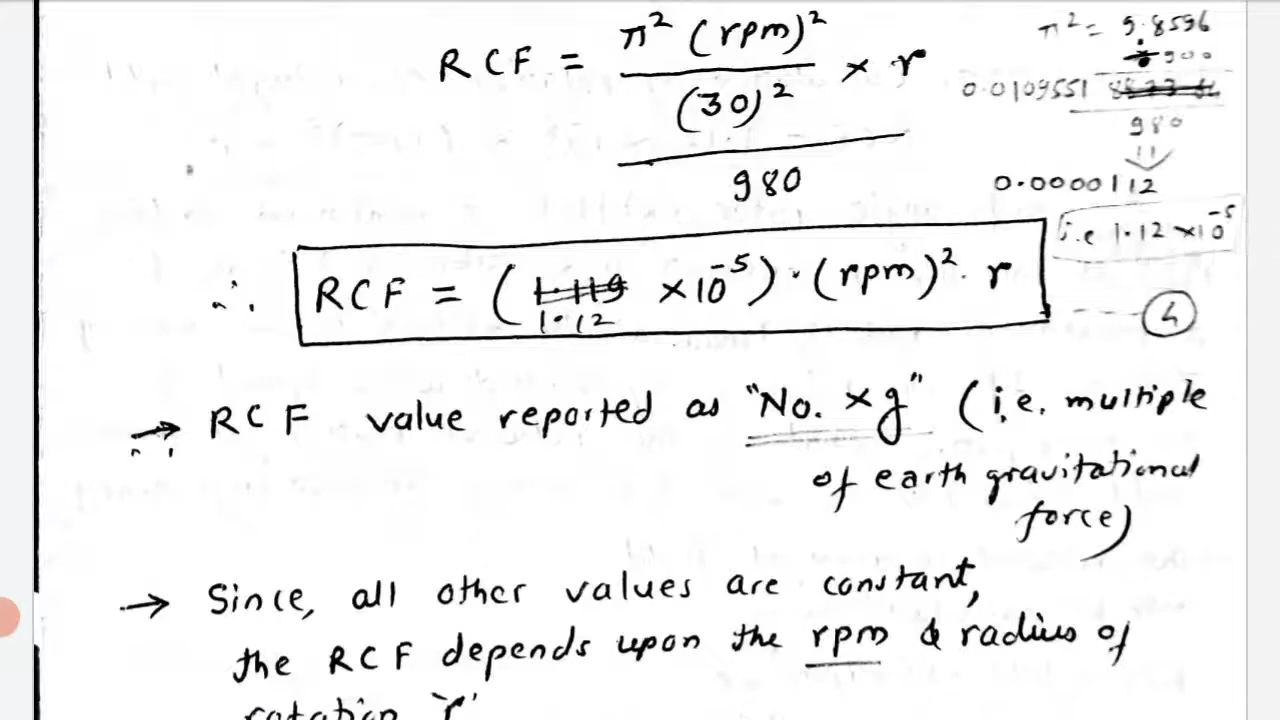 RCF = π² (rpm)² / (30)² × r / 980
π² = 9.8596
900
0.0109551
980
0.0000112
i.e 1.12 ×10⁻⁵
∴ RCF = (1.119 ×10⁻⁵) · (rpm)² · r
1.12
4
→ RCF value reported as "No. × g" (i.e. multiple
of earth gravitational
force)
→ Since, all other values are constant,
the RCF depends upon the rpm & radius of
rotation 'r'